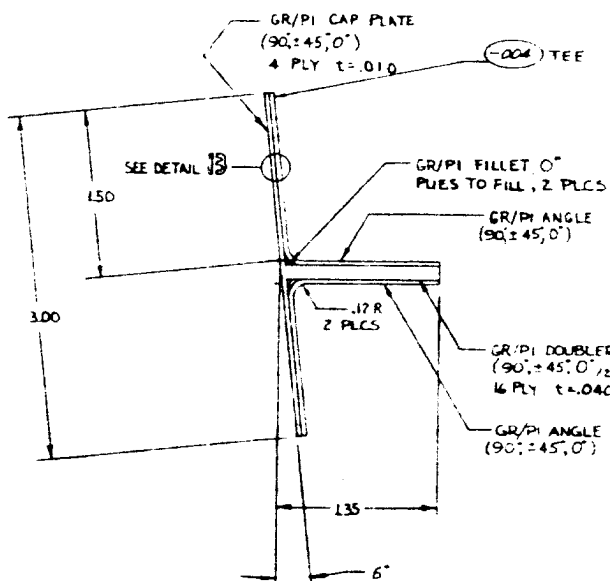 GR/PI CAP PLATE
(90,±45,°0°)
4 PLY t=.010
-004) TEE
SEE DETAIL
GR/PI FILLET 0°
PLIES TO FILL, 2 PLCS
1.50
GR/PI ANGLE
(90,±45,°0°)
3.00
.12 R
2 PLCS
GR/PI DOUBLER
(90,°±45,°0°/2
16 PLY t=.040
GR/PI ANGLE
(90,°±45,°0°)
1.35
6°